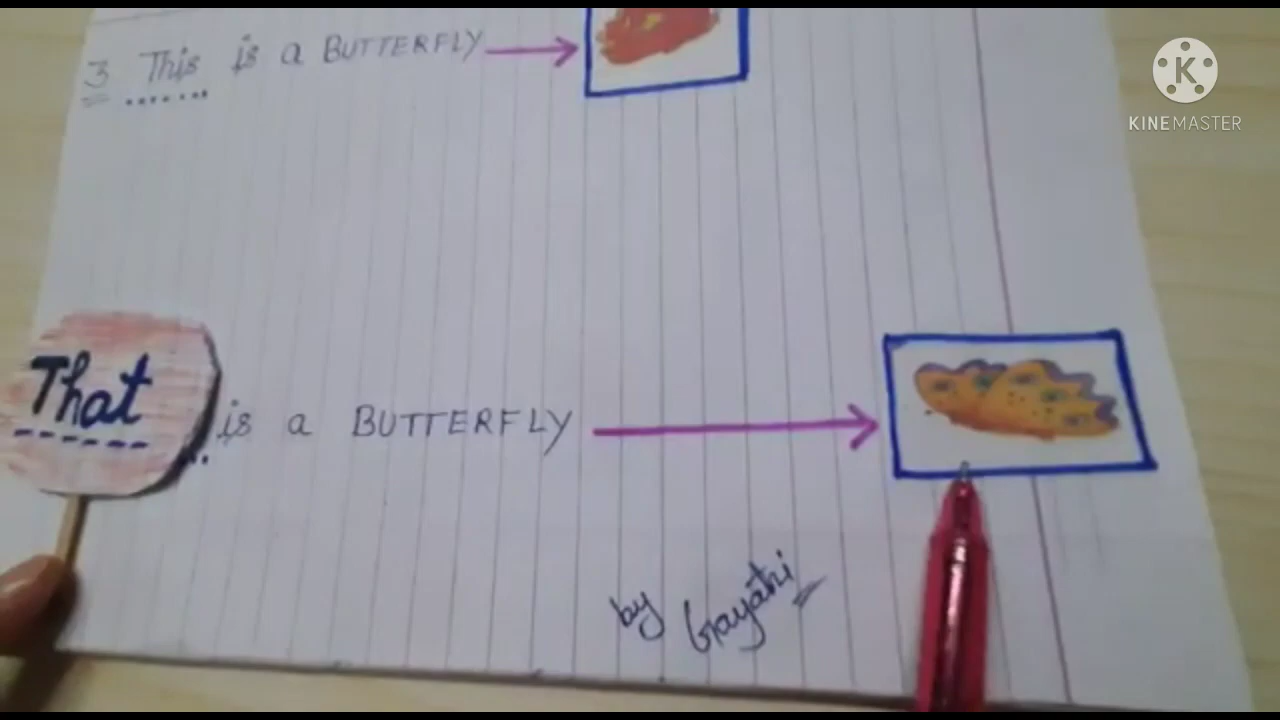 3 This is a BUTTERFLY
KINEMASTER
That is a BUTTERFLY
by Gayatri